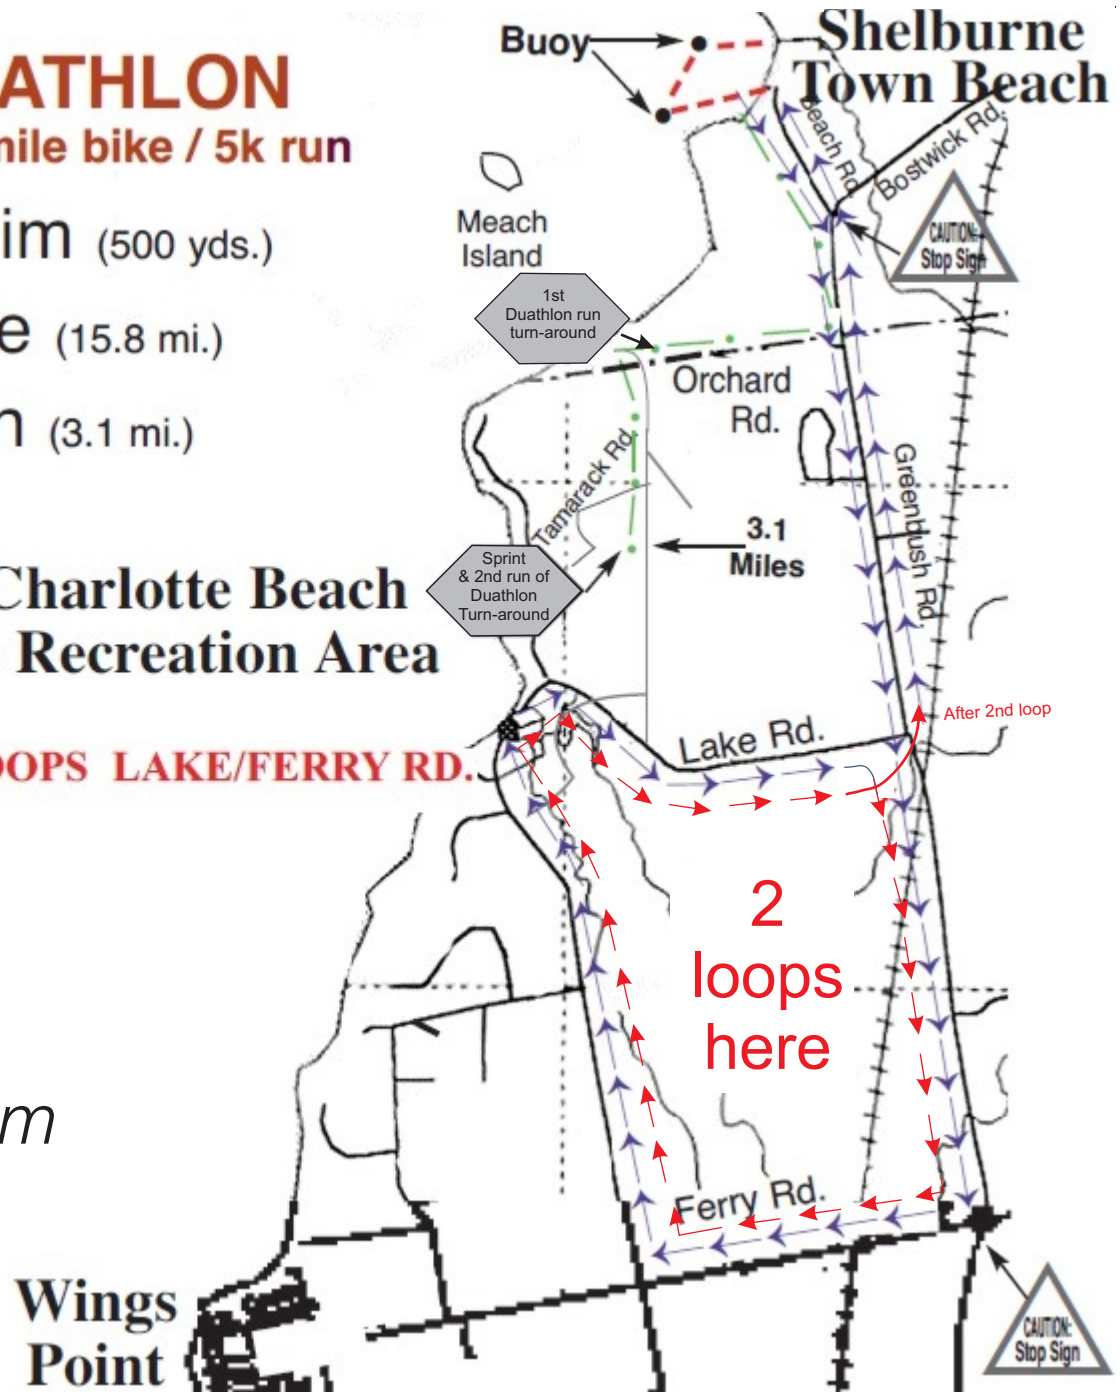 Buoy
Shelburne
Town Beach
ATHLON
mile bike / 5k run
im (500 yds.)
e (15.8 mi.)
n (3.1 mi.)
Meach
Island
Beach Rd.
Bostwick Rd.
CAUTION:
Stop Sign
1st
Duathlon run
turn-around
Orchard
Rd.
Tamarack Rd.
Greenbush Rd
3.1
Miles
Sprint
& 2nd run of
Duathlon
Turn-around
Charlotte Beach
Recreation Area
After 2nd loop
Lake Rd.
OOPS LAKE/FERRY RD.
2
loops
here
m
Ferry Rd.
Wings
Point
CAUTION:
Stop Sign